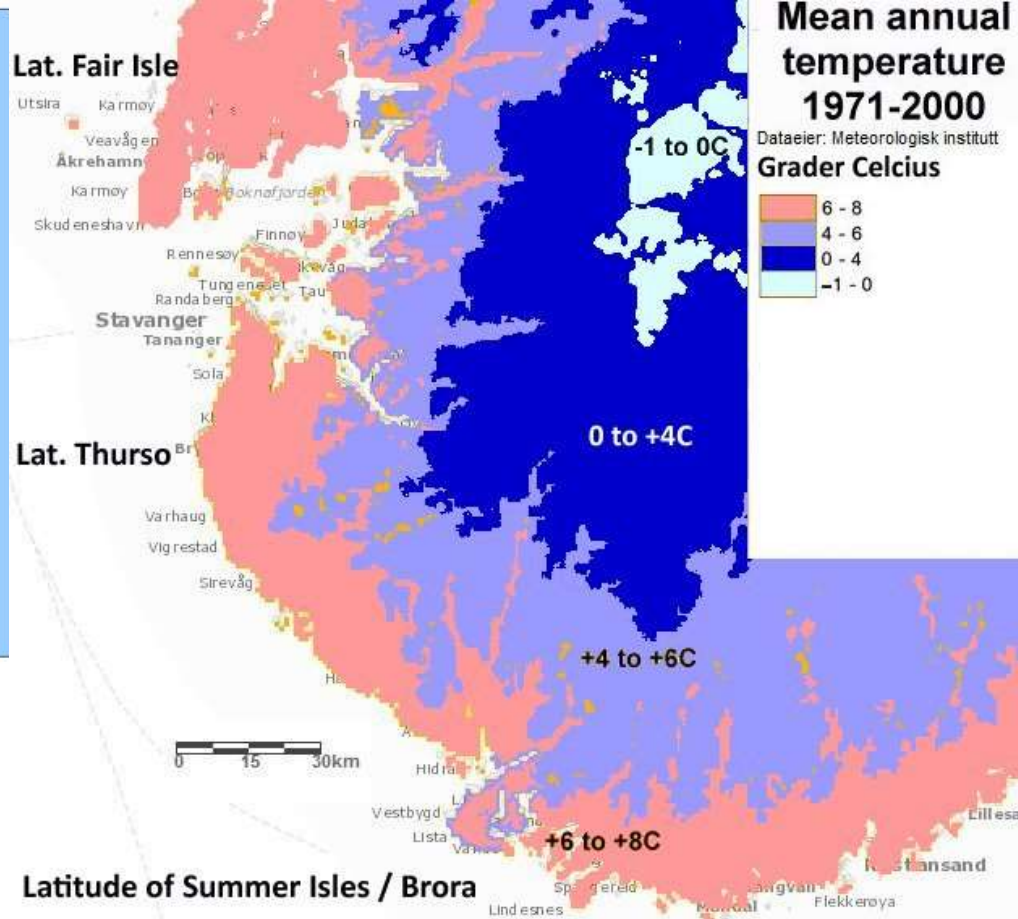 Mean annual
temperature
1971-2000
Dataeier: Meteorologisk institutt
Grader Celcius
6 - 8
4 - 6
0 - 4
-1 - 0
Lat. Fair Isle
Utsira
Karmøy
Veavågen
Åkrehamn
Karmøy
Skudeneshavn
Boknafjorden
Finnøy
Rennesøy
Tungeneset
Tau
Randaberg
Stavanger
Tananger
Sola
Lat. Thurso
Varhaug
Vigrestad
Sirevåg
-1 to 0C
0 to +4C
+4 to +6C
0 15 30km
Hidra
Vestbygd
Lista
+6 to +8C
Latitude of Summer Isles / Brora
Lindesnes
Flekkerøya